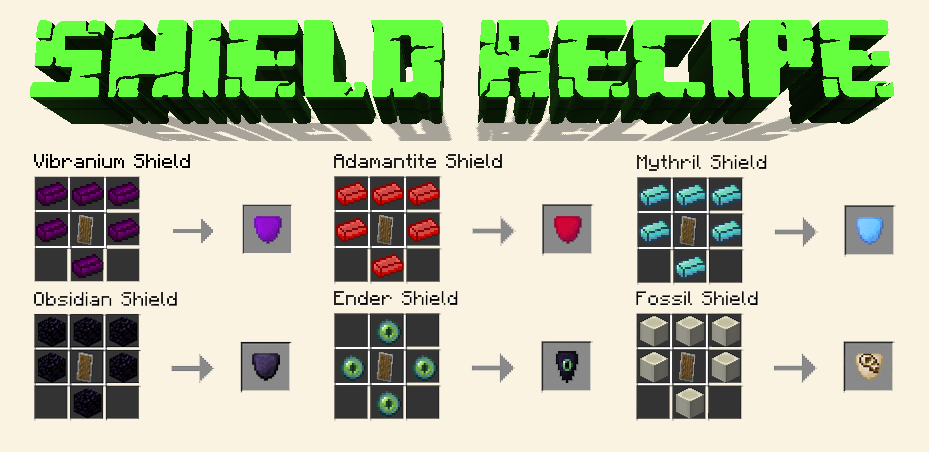 SHIELD RECIPE
Vibranium Shield
Adamantite Shield
Mythril Shield
Obsidian Shield
Ender Shield
Fossil Shield